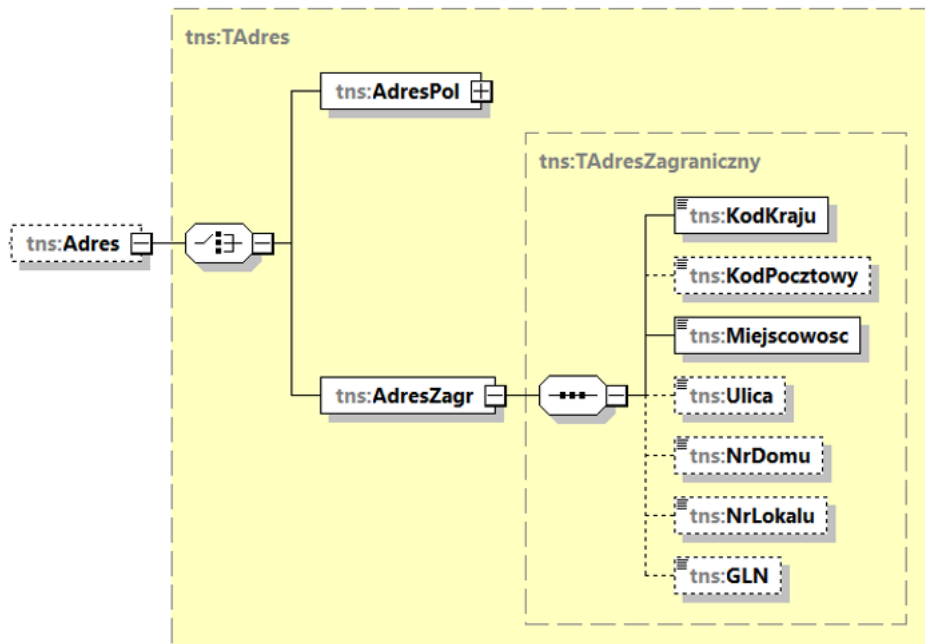 tns:TAdres
tns:AdresPol
tns:TAdresZagraniczny
tns:KodKraju
tns:Adres
tns:KodPocztowy
tns:Miejscowosc
tns:AdresZagr
tns:Ulica
tns:NrDomu
tns:NrLokalu
tns:GLN